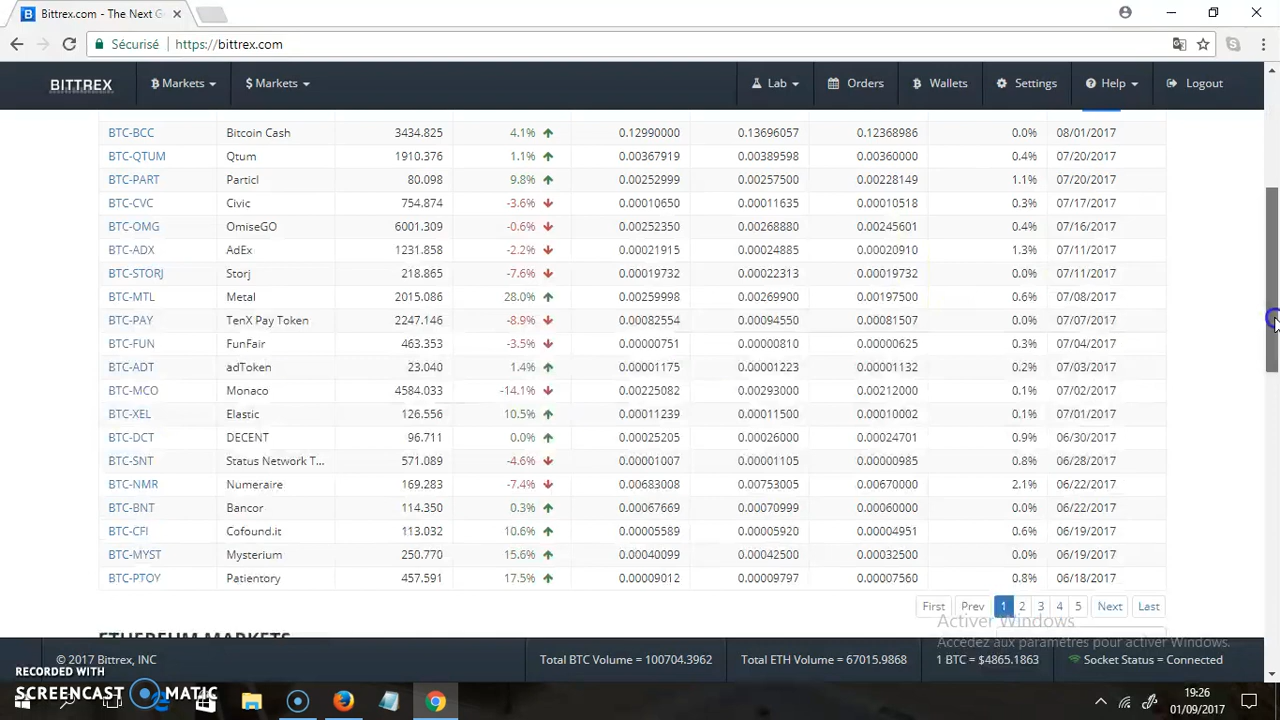 Bittrex.com - The Next G
Sécurisé https://bittrex.com
BITTREX Markets $ Markets Lab Orders Wallets Settings Help Logout
BTC-BCC Bitcoin Cash 3434.825 4.1% 0.12990000 0.13696057 0.12368986 0.0% 08/01/2017
BTC-QTUM Qtum 1910.376 1.1% 0.00367919 0.00389598 0.00360000 0.4% 07/20/2017
BTC-PART Particl 80.098 9.8% 0.00252999 0.00257500 0.00228149 1.1% 07/20/2017
BTC-CVC Civic 754.874 -3.6% 0.00010650 0.00011635 0.00010518 0.3% 07/17/2017
BTC-OMG OmiseGO 6001.309 -0.6% 0.00252350 0.00268880 0.00245601 0.4% 07/16/2017
BTC-ADX AdEx 1231.858 -2.2% 0.00021915 0.00024885 0.00020910 1.3% 07/11/2017
BTC-STORJ Storj 218.865 -7.6% 0.00019732 0.00022313 0.00019732 0.0% 07/11/2017
BTC-MTL Metal 2015.086 28.0% 0.00259998 0.00269900 0.00197500 0.6% 07/08/2017
BTC-PAY TenX Pay Token 2247.146 -8.9% 0.00082554 0.00094550 0.00081507 0.0% 07/07/2017
BTC-FUN FunFair 463.353 -3.5% 0.00000751 0.00000810 0.00000625 0.3% 07/04/2017
BTC-ADT adToken 23.040 1.4% 0.00001175 0.00001223 0.00001132 0.2% 07/03/2017
BTC-MCO Monaco 4584.033 -14.1% 0.00225082 0.00293000 0.00212000 0.1% 07/02/2017
BTC-XEL Elastic 126.556 10.5% 0.00011239 0.00011500 0.00010002 0.1% 07/01/2017
BTC-DCT DECENT 96.711 0.0% 0.00025205 0.00026000 0.00024701 0.9% 06/30/2017
BTC-SNT Status Network T... 571.089 -4.6% 0.00001007 0.00001105 0.00000985 0.8% 06/28/2017
BTC-NMR Numeraire 169.283 -7.4% 0.00683008 0.00753005 0.00670000 2.1% 06/22/2017
BTC-BNT Bancor 114.350 0.3% 0.00067669 0.00070999 0.00060000 0.0% 06/22/2017
BTC-CFI Cofound.it 113.032 10.6% 0.00005589 0.00005920 0.00004951 0.6% 06/19/2017
BTC-MYST Mysterium 250.770 15.6% 0.00040099 0.00042500 0.00032500 0.0% 06/19/2017
BTC-PTOY Patientory 457.591 17.5% 0.00009012 0.00009797 0.00007560 0.8% 06/18/2017
First Prev 1 2 3 4 5 Next Last
Activer Windows
ETHEREUM MARKETS
Accédez aux paramètres pour activer Windows.
© 2017 Bittrex, INC Total BTC Volume = 100704.3962 Total ETH Volume = 67015.9868 1 BTC = $4865.1863 Socket Status = Connected
RECORDED WITH
SCREENCAST MATIC
19:26
01/09/2017